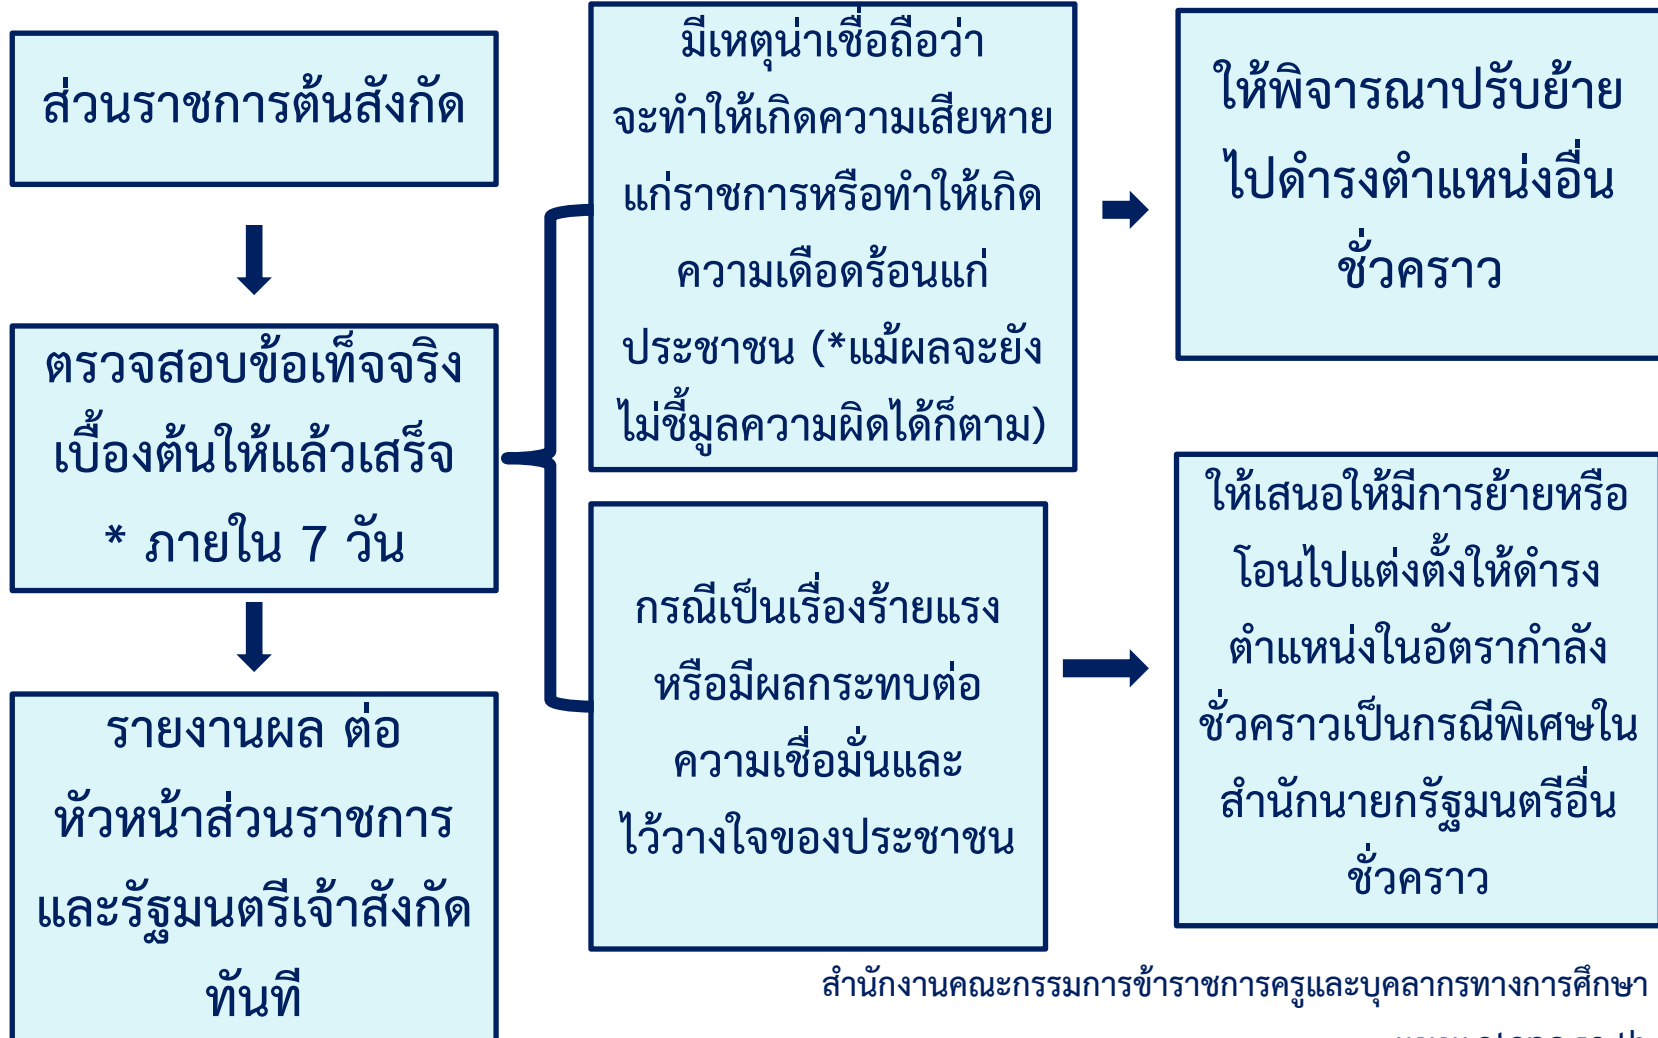 ส่วนราชการต้นสังกัด
ตรวจสอบข้อเท็จจริง
เบื้องต้นให้แล้วเสร็จ
* ภายใน 7 วัน
รายงานผล ต่อ
หัวหน้าส่วนราชการ
และรัฐมนตรีเจ้าสังกัด
ทันที
มีเหตุน่าเชื่อถือว่า
จะทำให้เกิดความเสียหาย
แก่ราชการหรือทำให้เกิด
ความเดือดร้อนแก่
ประชาชน (*แม้ผลจะยัง
ไม่ชี้มูลความผิดได้ก็ตาม)
ให้พิจารณาปรับย้าย
ไปดำรงตำแหน่งอื่น
ชั่วคราว
กรณีเป็นเรื่องร้ายแรง
หรือมีผลกระทบต่อ
ความเชื่อมั่นและ
ไว้วางใจของประชาชน
ให้เสนอให้มีการย้ายหรือ
โอนไปแต่งตั้งให้ดำรง
ตำแหน่งในอัตรากำลัง
ชั่วคราวเป็นกรณีพิเศษใน
สำนักนายกรัฐมนตรีอื่น
ชั่วคราว
สำนักงานคณะกรรมการข้าราชการครูและบุคลากรทางการศึกษา